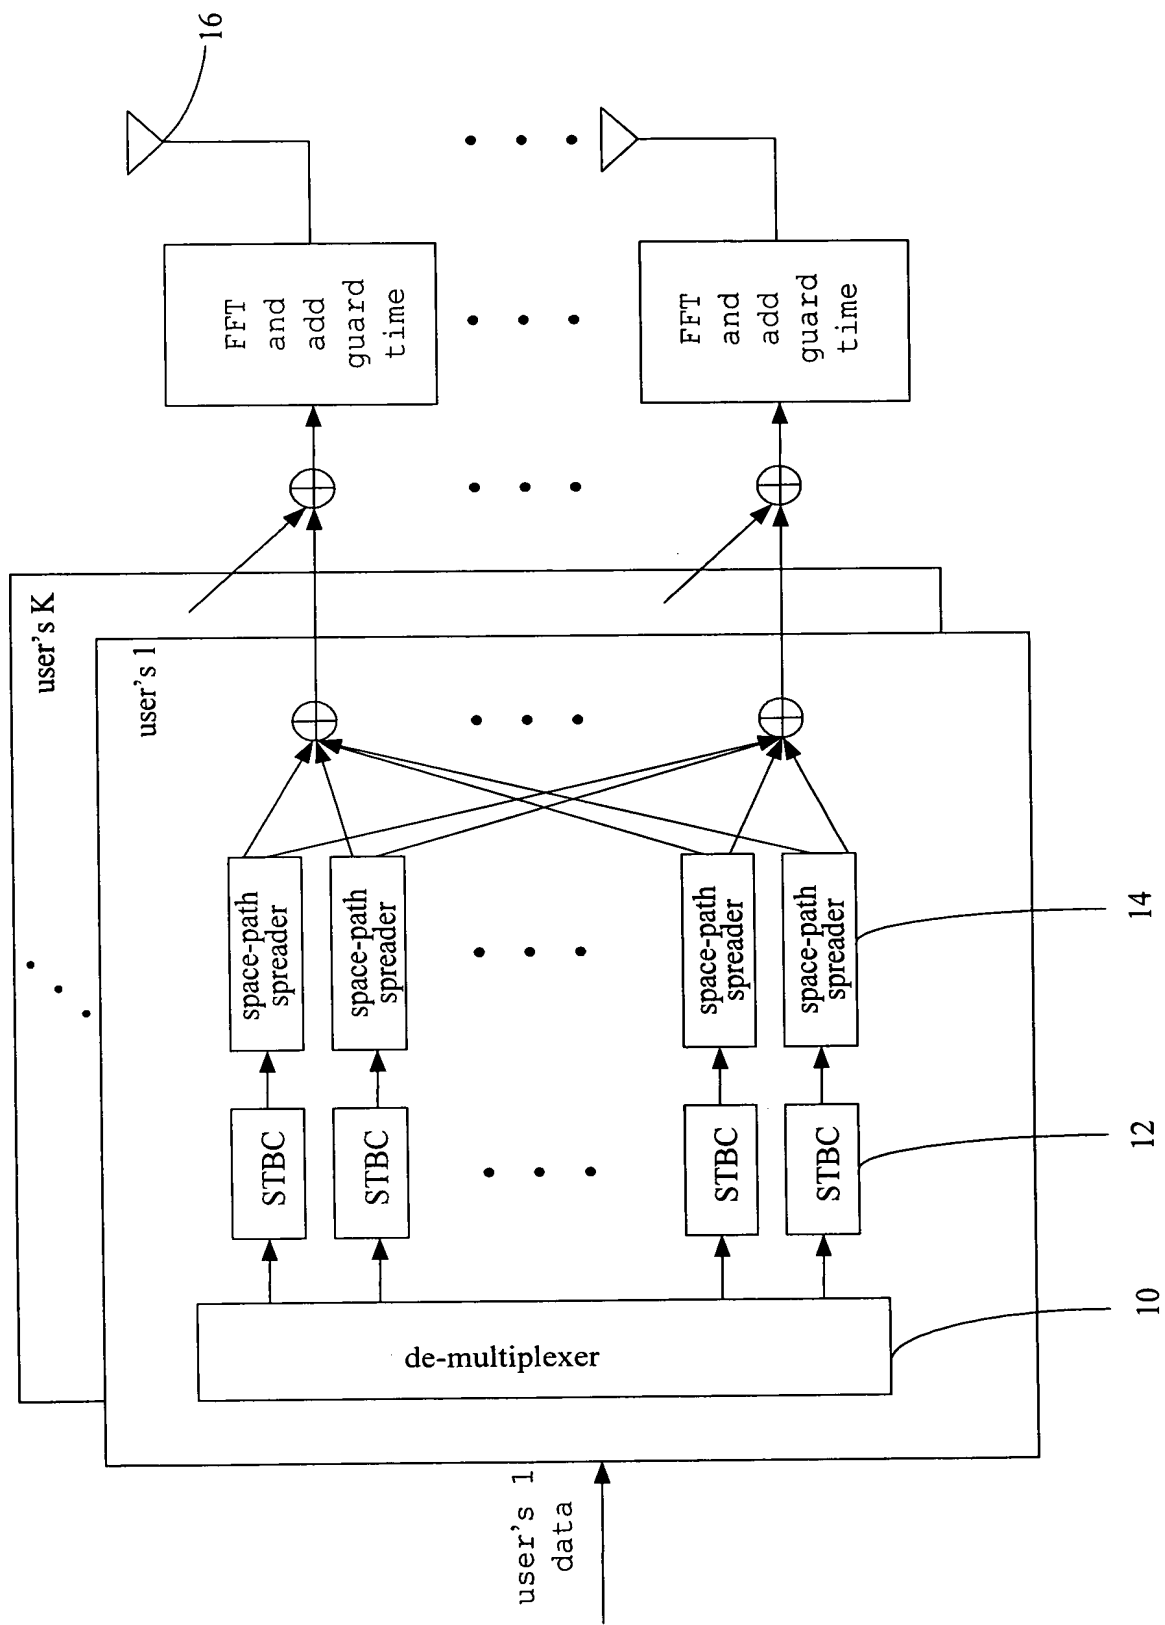 16
FFT
and
add
guard
time
FFT
and
add
guard
time
user's K
user's 1
space-path
spreader
space-path
spreader
space-path
spreader
space-path
spreader
14
STBC
STBC
STBC
STBC
12
de-multiplexer
10
user's 1
data